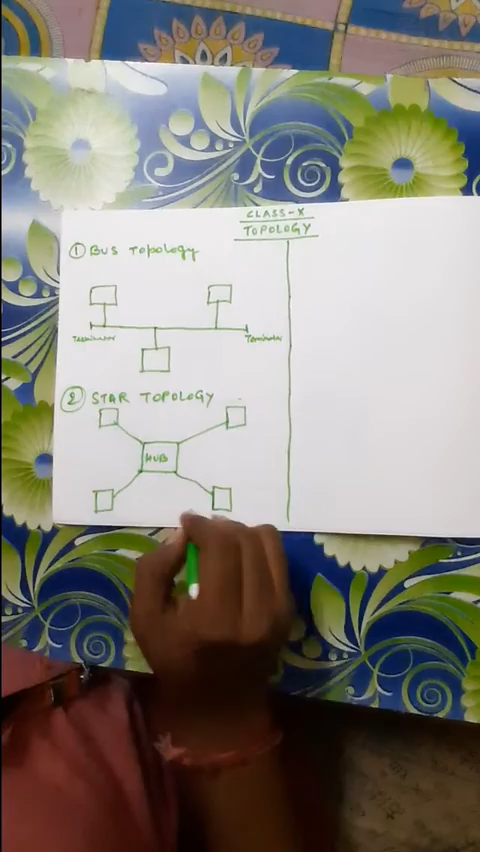 CLASS-X
TOPOLOGY
① BUS Topology
Terminator Terminator
② STAR TOPOLOGY
HUB